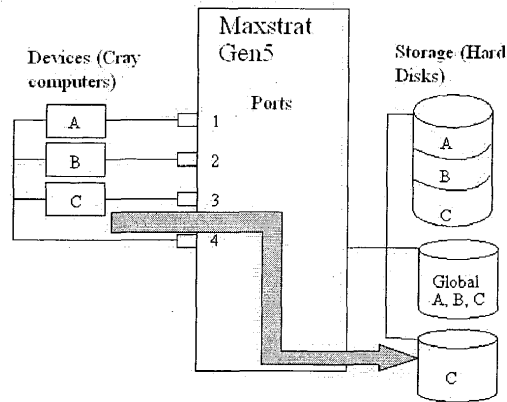 Maxstrat
Gen5
Devices (Cray
computers)
Storage (Hard
Disks)
Ports
A
1
B
2
C
3
4
A
B
C
Global
A, B, C
C